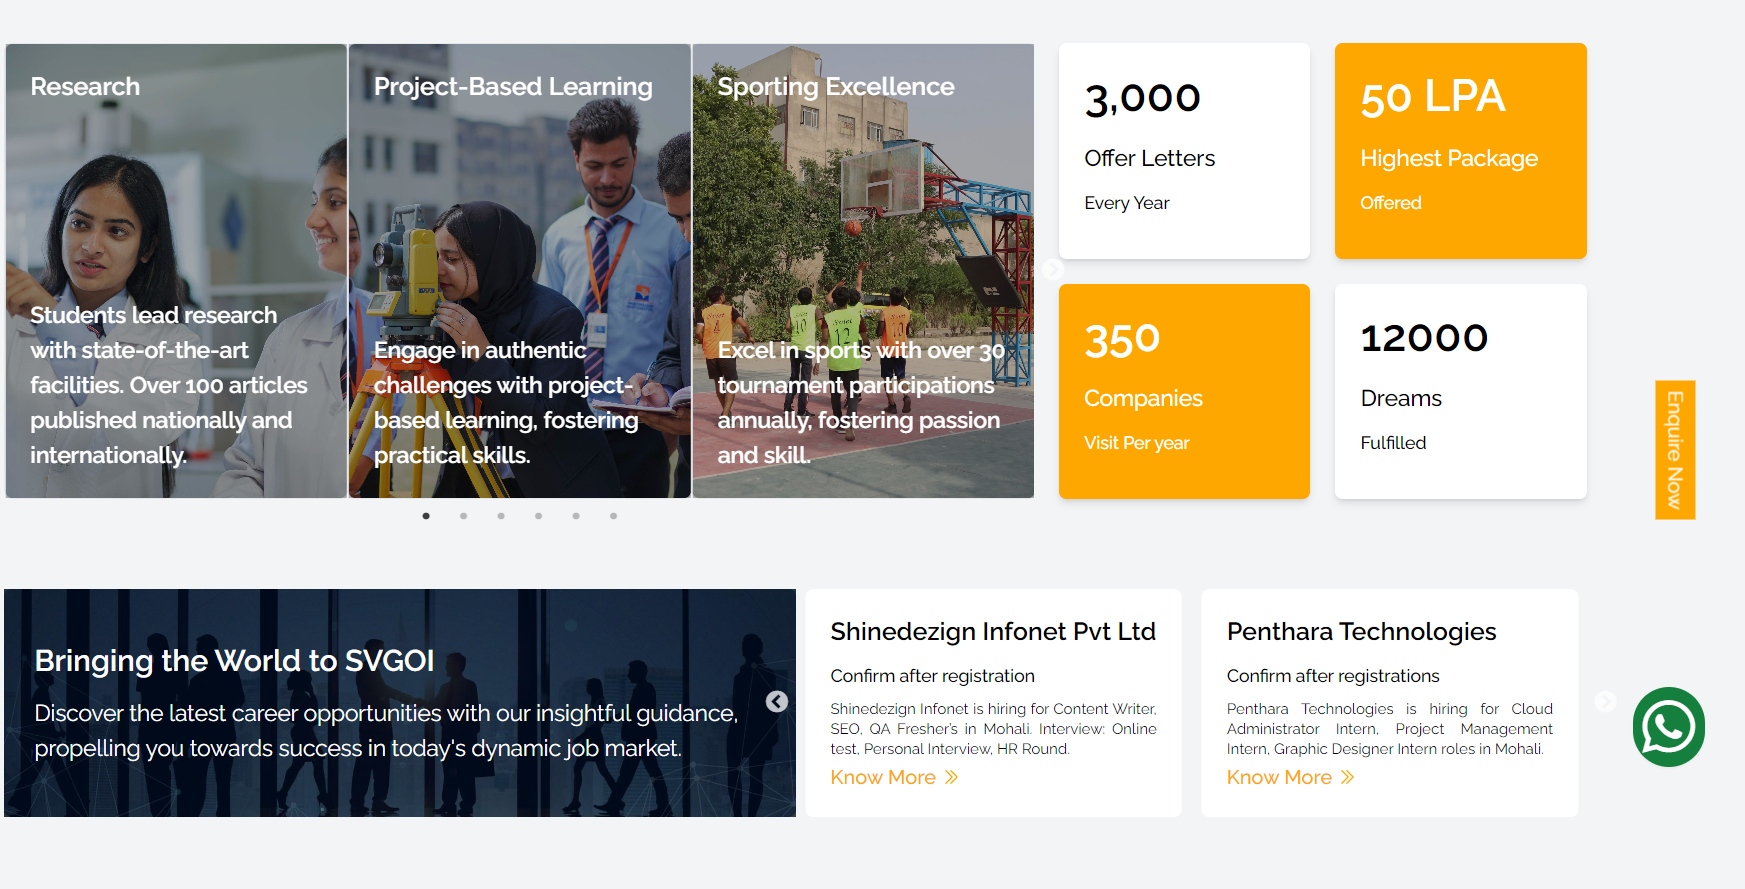 Research
Students lead research
with state-of-the-art
facilities. Over 100 articles
published nationally and
internationally.
Project-Based Learning
Engage in authentic
challenges with project-
based learning, fostering
practical skills.
Sporting Excellence
Excel in sports with over 30
tournament participations
annually, fostering passion
and skill.
3,000
Offer Letters
Every Year
50 LPA
Highest Package
Offered
350
Companies
Visit Per year
12000
Dreams
Fulfilled
Enquire Now
Bringing the World to SVGOI
Discover the latest career opportunities with our insightful guidance,
propelling you towards success in today's dynamic job market.
Shinedezign Infonet Pvt Ltd
Confirm after registration
Shinedezign Infonet is hiring for Content Writer,
SEO, QA Fresher's in Mohali. Interview: Online
test, Personal Interview, HR Round.
Know More
Penthara Technologies
Confirm after registrations
Penthara Technologies is hiring for Cloud
Administrator Intern, Project Management
Intern, Graphic Designer Intern roles in Mohali.
Know More